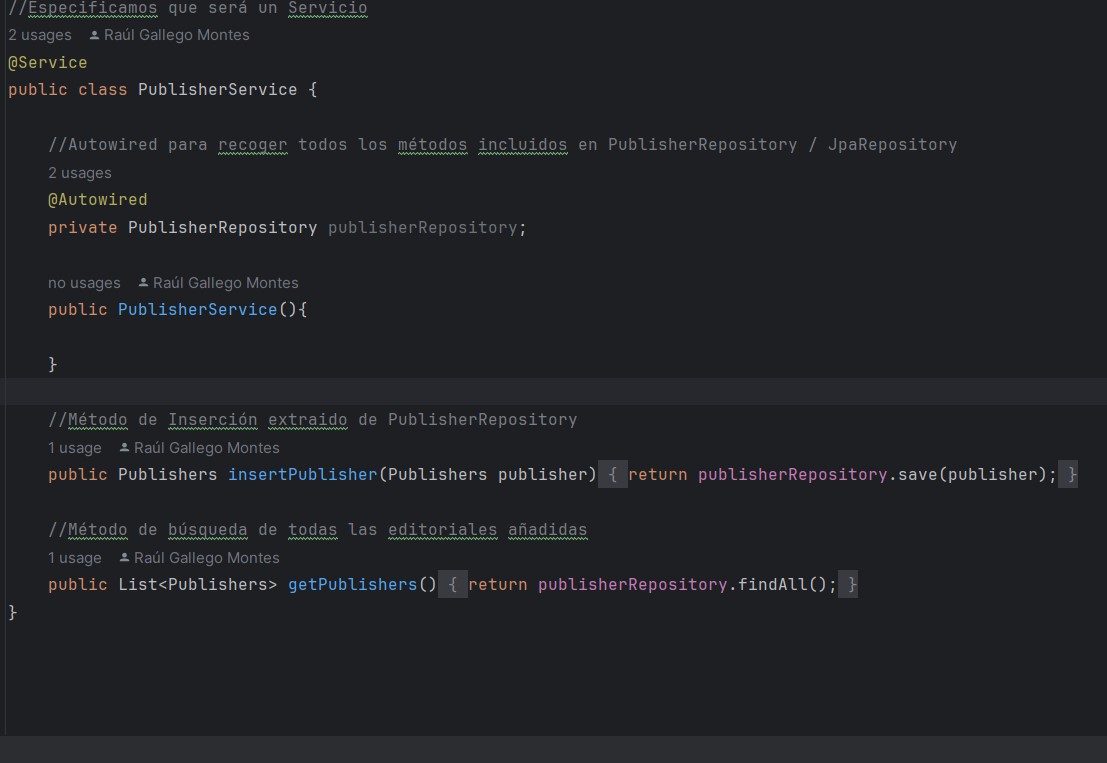 //Especificamos que será un Servicio
2 usages Raúl Gallego Montes
@Service
public class PublisherService {
//Autowired para recoger todos los métodos incluidos en PublisherRepository / JpaRepository
2 usages
@Autowired
private PublisherRepository publisherRepository;
no usages Raúl Gallego Montes
public PublisherService(){
}
//Método de Inserción extraido de PublisherRepository
1 usage Raúl Gallego Montes
public Publishers insertPublisher(Publishers publisher) { return publisherRepository.save(publisher); }
//Método de búsqueda de todas las editoriales añadidas
1 usage Raúl Gallego Montes
public List<Publishers> getPublishers() { return publisherRepository.findAll(); }
}